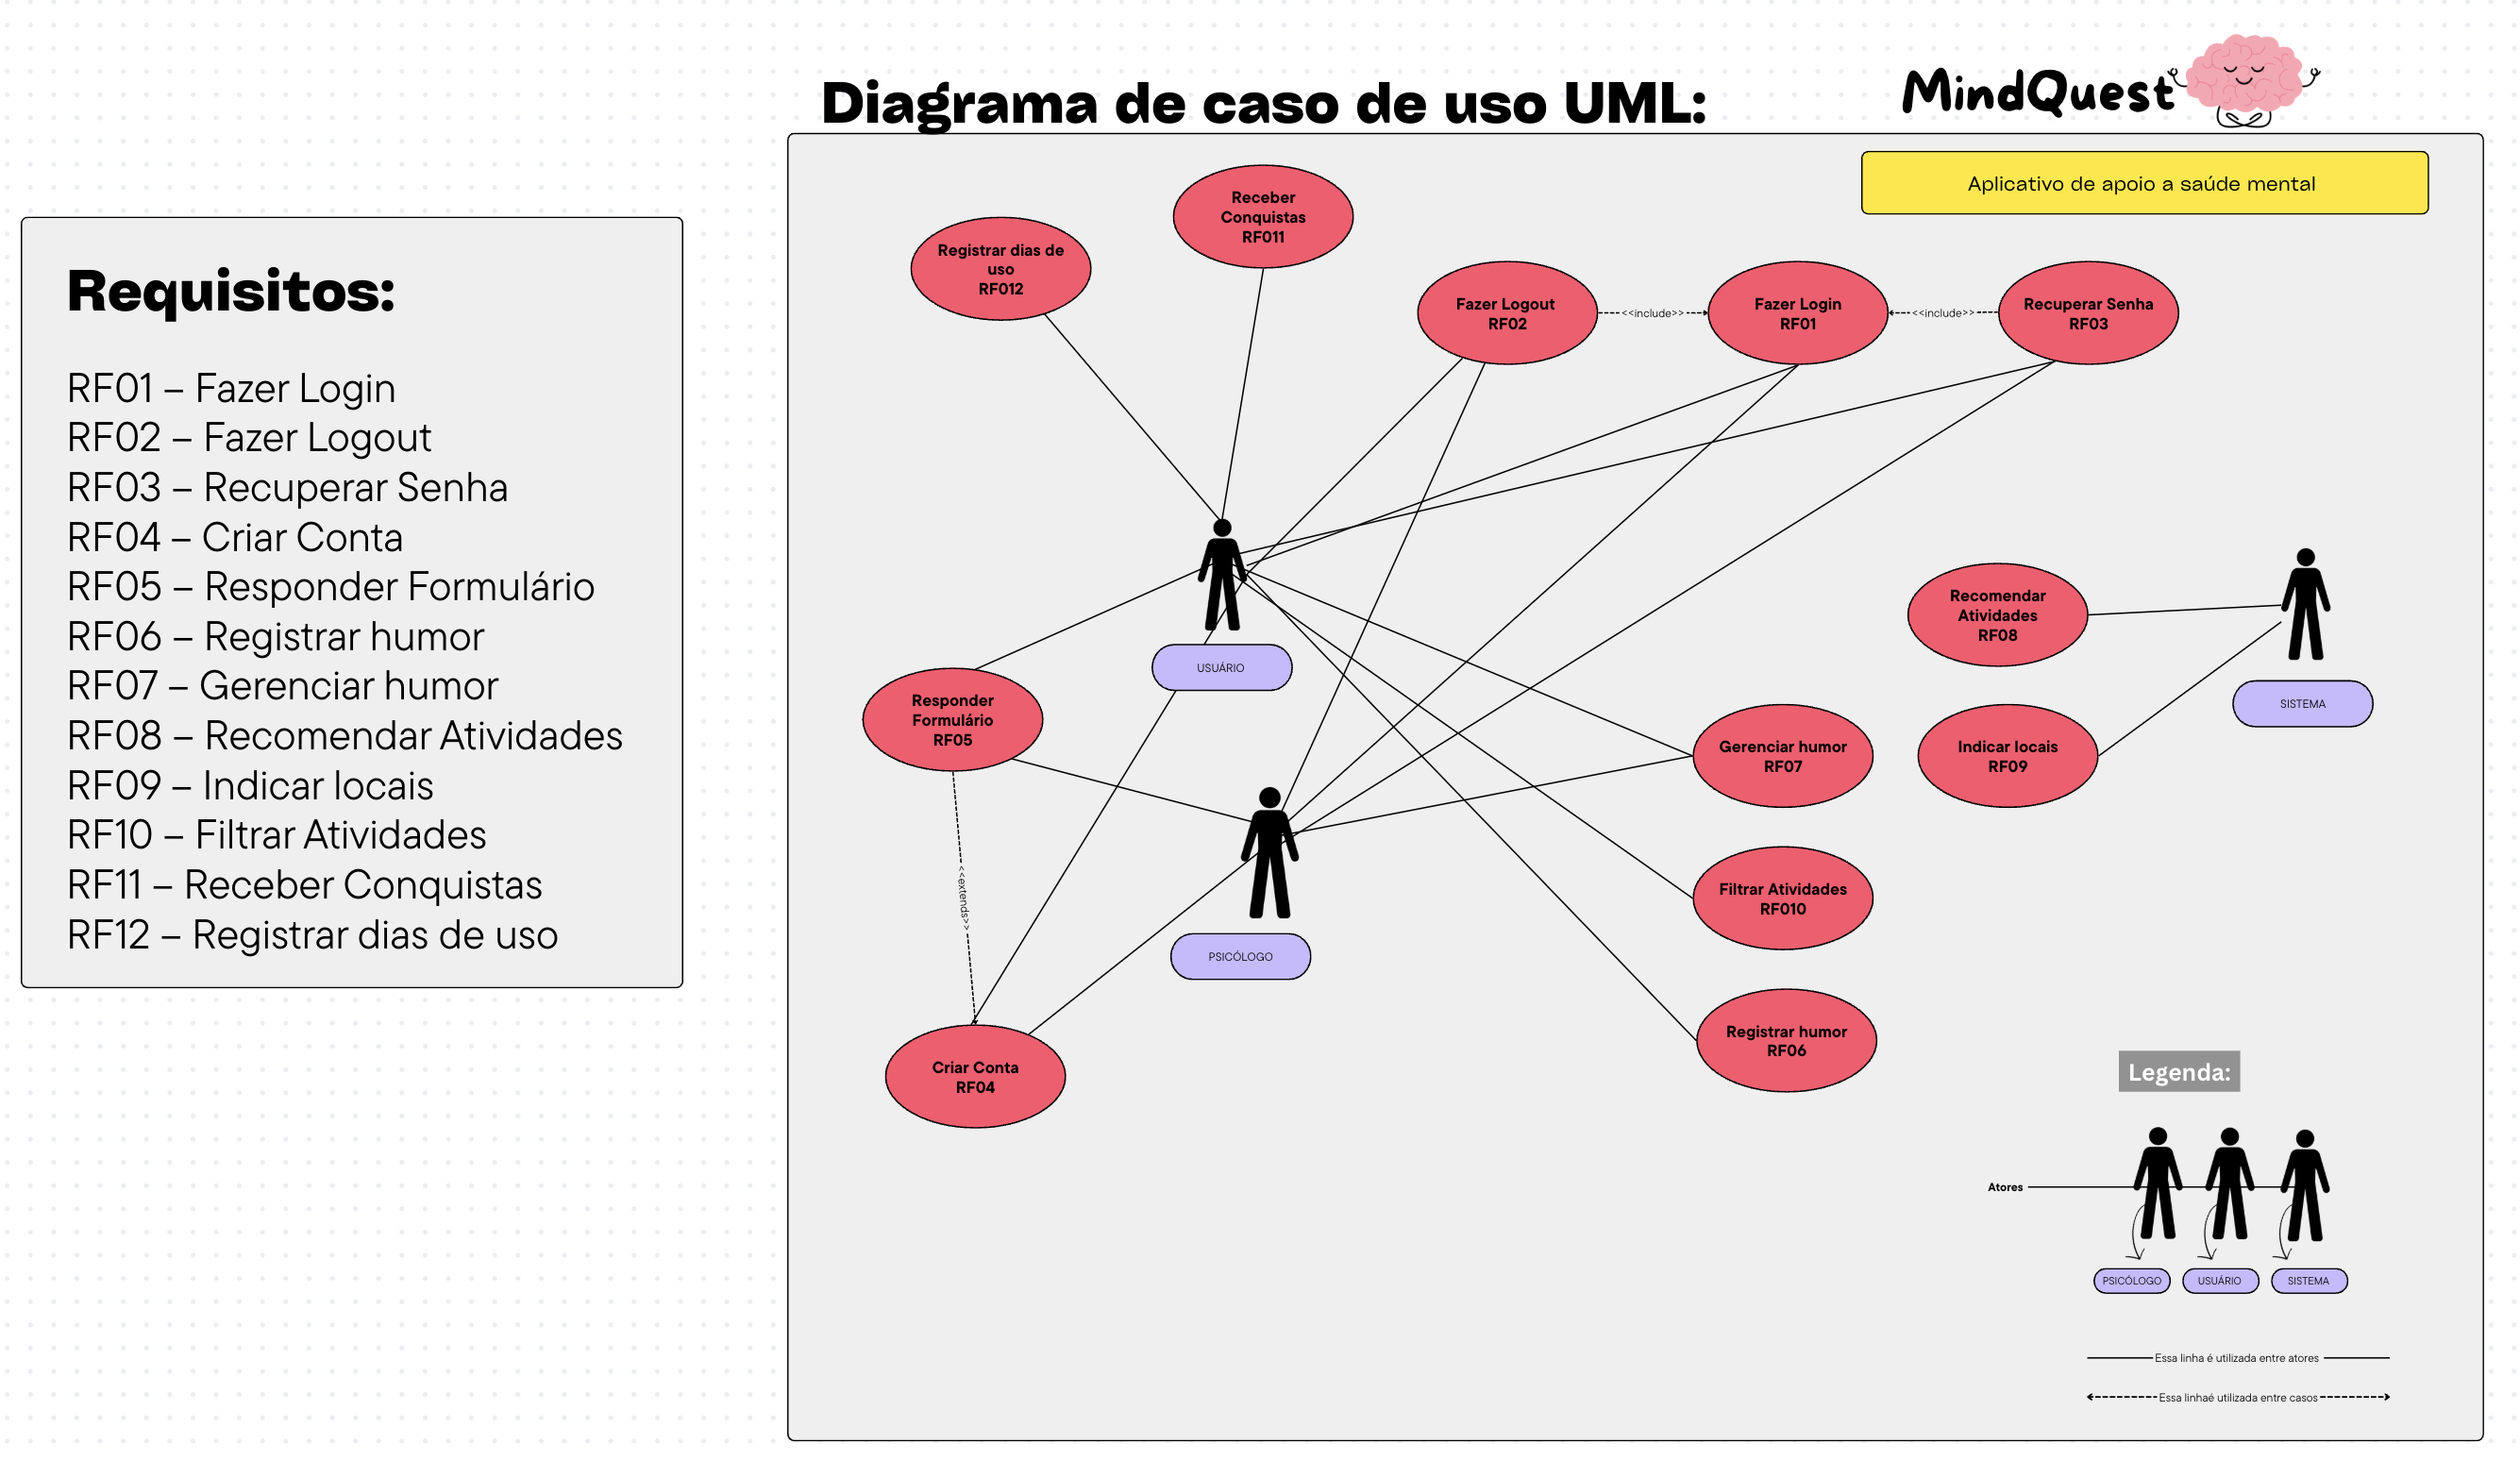 Diagrama de caso de uso UML:
MindQuest
Aplicativo de apoio a saúde mental
Requisitos:
RF01 – Fazer Login
RF02 – Fazer Logout
RF03 – Recuperar Senha
RF04 – Criar Conta
RF05 – Responder Formulário
RF06 – Registrar humor
RF07 – Gerenciar humor
RF08 – Recomendar Atividades
RF09 – Indicar locais
RF10 – Filtrar Atividades
RF11 – Receber Conquistas
RF12 – Registrar dias de uso
Registrar dias de
uso
RF012
Receber
Conquistas
RF011
Fazer Logout
RF02
<<include>>
Fazer Login
RF01
<<include>>
Recuperar Senha
RF03
USUÁRIO
Recomendar
Atividades
RF08
SISTEMA
Responder
Formulário
RF05
Gerenciar humor
RF07
Indicar locais
RF09
<<extends>>
PSICÓLOGO
Filtrar Atividades
RF010
Criar Conta
RF04
Registrar humor
RF06
Legenda:
Atores
PSICÓLOGO
USUÁRIO
SISTEMA
Essa linha é utilizada entre atores
Essa linhaé utilizada entre casos